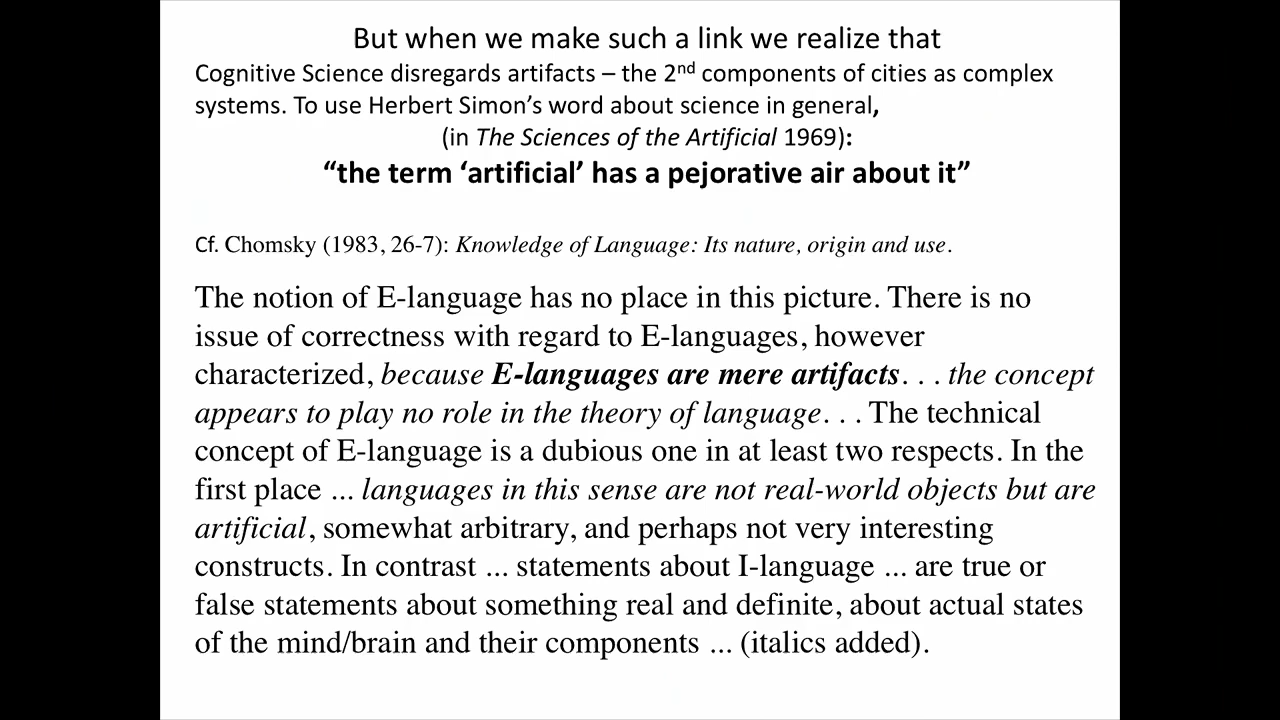 But when we make such a link we realize that
Cognitive Science disregards artifacts – the 2nd components of cities as complex
systems. To use Herbert Simon’s word about science in general,
(in The Sciences of the Artificial 1969):
“the term ‘artificial’ has a pejorative air about it”
Cf. Chomsky (1983, 26-7): Knowledge of Language: Its nature, origin and use.
The notion of E-language has no place in this picture. There is no
issue of correctness with regard to E-languages, however
characterized, because E-languages are mere artifacts. . . the concept
appears to play no role in the theory of language. . . The technical
concept of E-language is a dubious one in at least two respects. In the
first place ... languages in this sense are not real-world objects but are
artificial, somewhat arbitrary, and perhaps not very interesting
constructs. In contrast ... statements about I-language ... are true or
false statements about something real and definite, about actual states
of the mind/brain and their components ... (italics added).